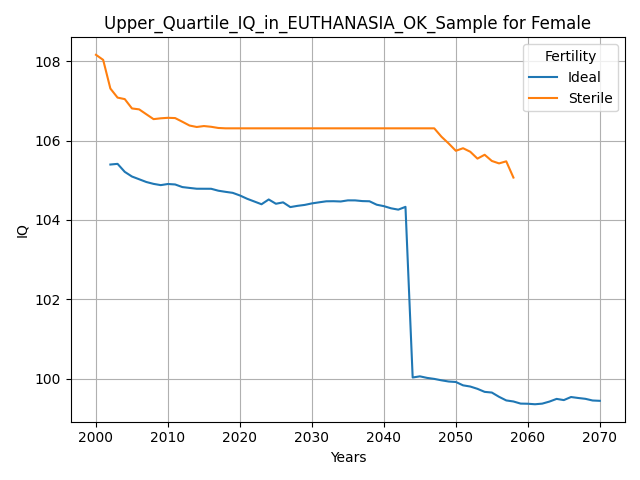 Upper_Quartile_IQ_in_EUTHANASIA_OK_Sample for Female
Fertility
Ideal
Sterile
108
106
104
102
100
IQ
2000 2010 2020 2030 2040 2050 2060 2070
Years